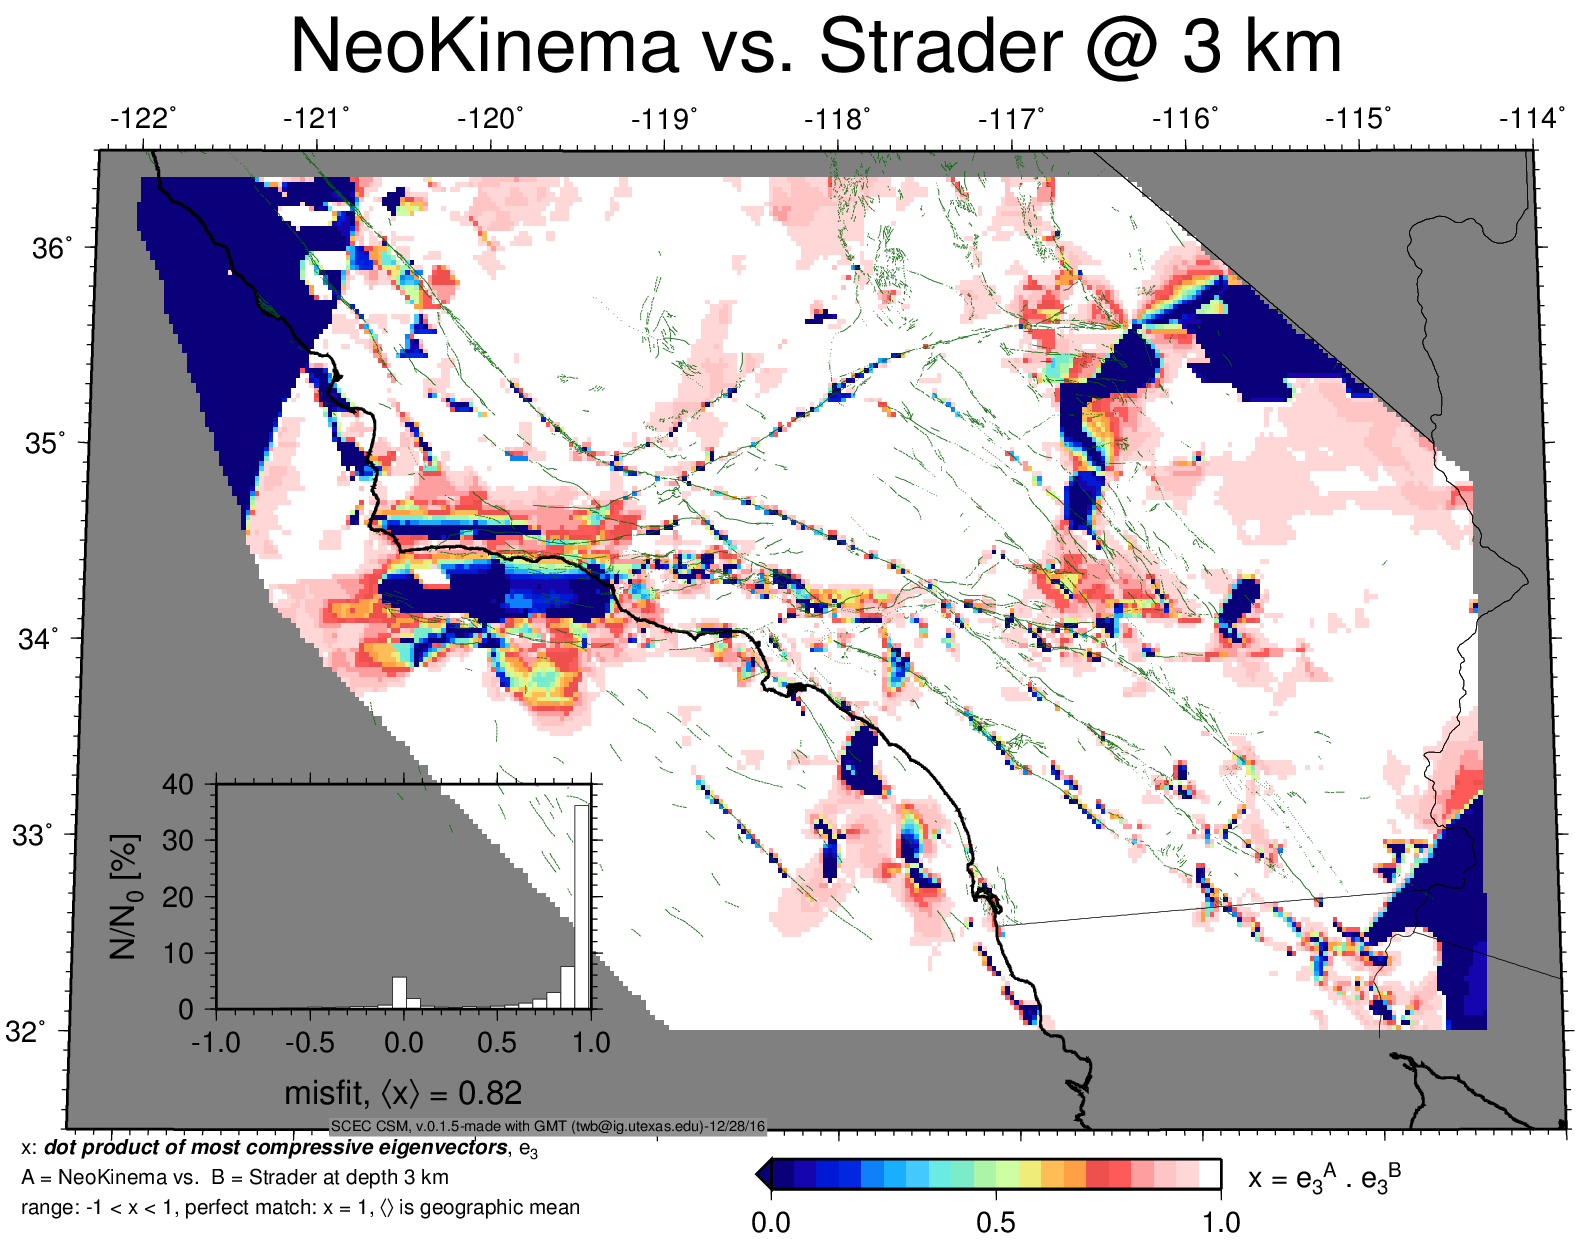 NeoKinema vs. Strader @ 3 km
-122˚ -121˚ -120˚ -119˚ -118˚ -117˚ -116˚ -115˚ -114˚
36˚
35˚
34˚
33˚
32˚
40
30
20
10
0
N/N0 [%]
-1.0 -0.5 0.0 0.5 1.0
misfit, ⟨x⟩ = 0.82
SCEC CSM, v.0.1.5-made with GMT (twb@ig.utexas.edu)-12/28/16
x: dot product of most compressive eigenvectors, e3
A = NeoKinema vs. B = Strader at depth 3 km
range: -1 < x < 1, perfect match: x = 1, ⟨⟩ is geographic mean
x = e3A . e3B
0.0 0.5 1.0